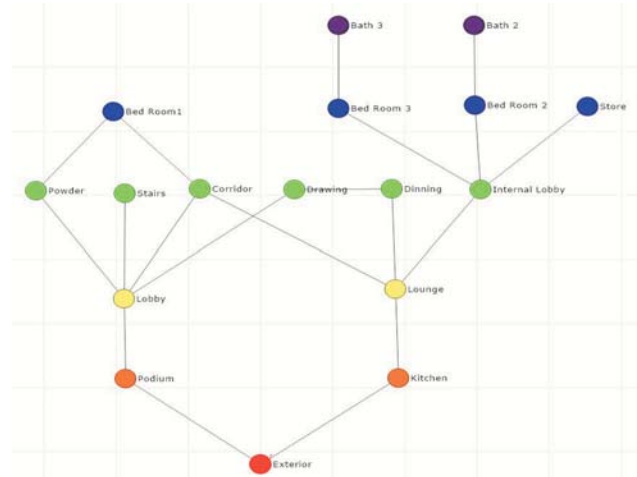 Bath 3
Bath 2
Bed Room1
Bed Room 3
Bed Room 2
Store
Powder
Stairs
Corridor
Drawing
Dinning
Internal Lobby
Lobby
Lounge
Podium
Kitchen
Exterior